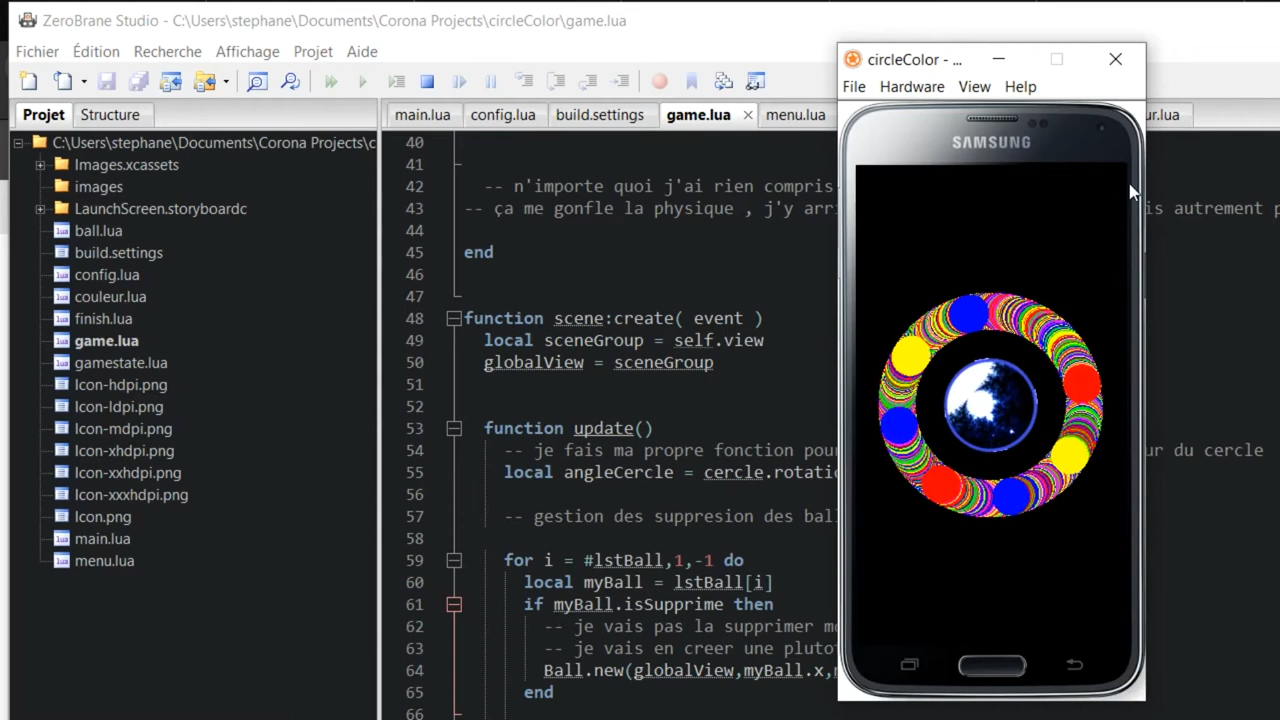 ZeroBrane Studio - C:\Users\stephane\Documents\Corona Projects\circleColor\game.lua
Fichier Édition Recherche Affichage Projet Aide
Projet Structure
C:\Users\stephane\Documents\Corona Projects\c
Images.xcassets
images
LaunchScreen.storyboardc
ball.lua
build.settings
config.lua
couleur.lua
finish.lua
game.lua
gamestate.lua
Icon-hdpi.png
Icon-ldpi.png
Icon-mdpi.png
Icon-xhdpi.png
Icon-xxhdpi.png
Icon-xxxhdpi.png
Icon.png
main.lua
menu.lua
main.lua config.lua build.settings game.lua menu.lua ur.lua
40
41
42 -- n'importe quoi j'ai rien compris
43 -- ça me gonfle la physique , j'y arri is autrement p
44
45 end
46
47
48 function scene:create( event )
49 local sceneGroup = self.view
50 globalView = sceneGroup
51
52
53 function update()
54 -- je fais ma propre fonction pour ur du cercle
55 local angleCercle = cercle.rotati
56
57 -- gestion des suppresion des bal
58
59 for i = #lstBall,1,-1 do
60 local myBall = lstBall[i]
61 if myBall.isSupprime then
62 -- je vais pas la supprimer mo
63 -- je vais en creer une plutot
64 Ball.new(globalView,myBall.x,m
65 end
66
circleColor - ...
File Hardware View Help
SAMSUNG